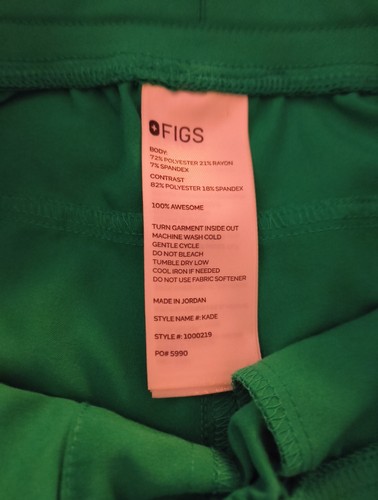 FIGS
BODY:
72% POLYESTER 21% RAYON
7% SPANDEX
CONTRAST
82% POLYESTER 18% SPANDEX
100% AWESOME
TURN GARMENT INSIDE OUT
MACHINE WASH COLD
GENTLE CYCLE
DO NOT BLEACH
TUMBLE DRY LOW
COOL IRON IF NEEDED
DO NOT USE FABRIC SOFTENER
MADE IN JORDAN
STYLE NAME #: KADE
STYLE #: 1000219
PO# 5990